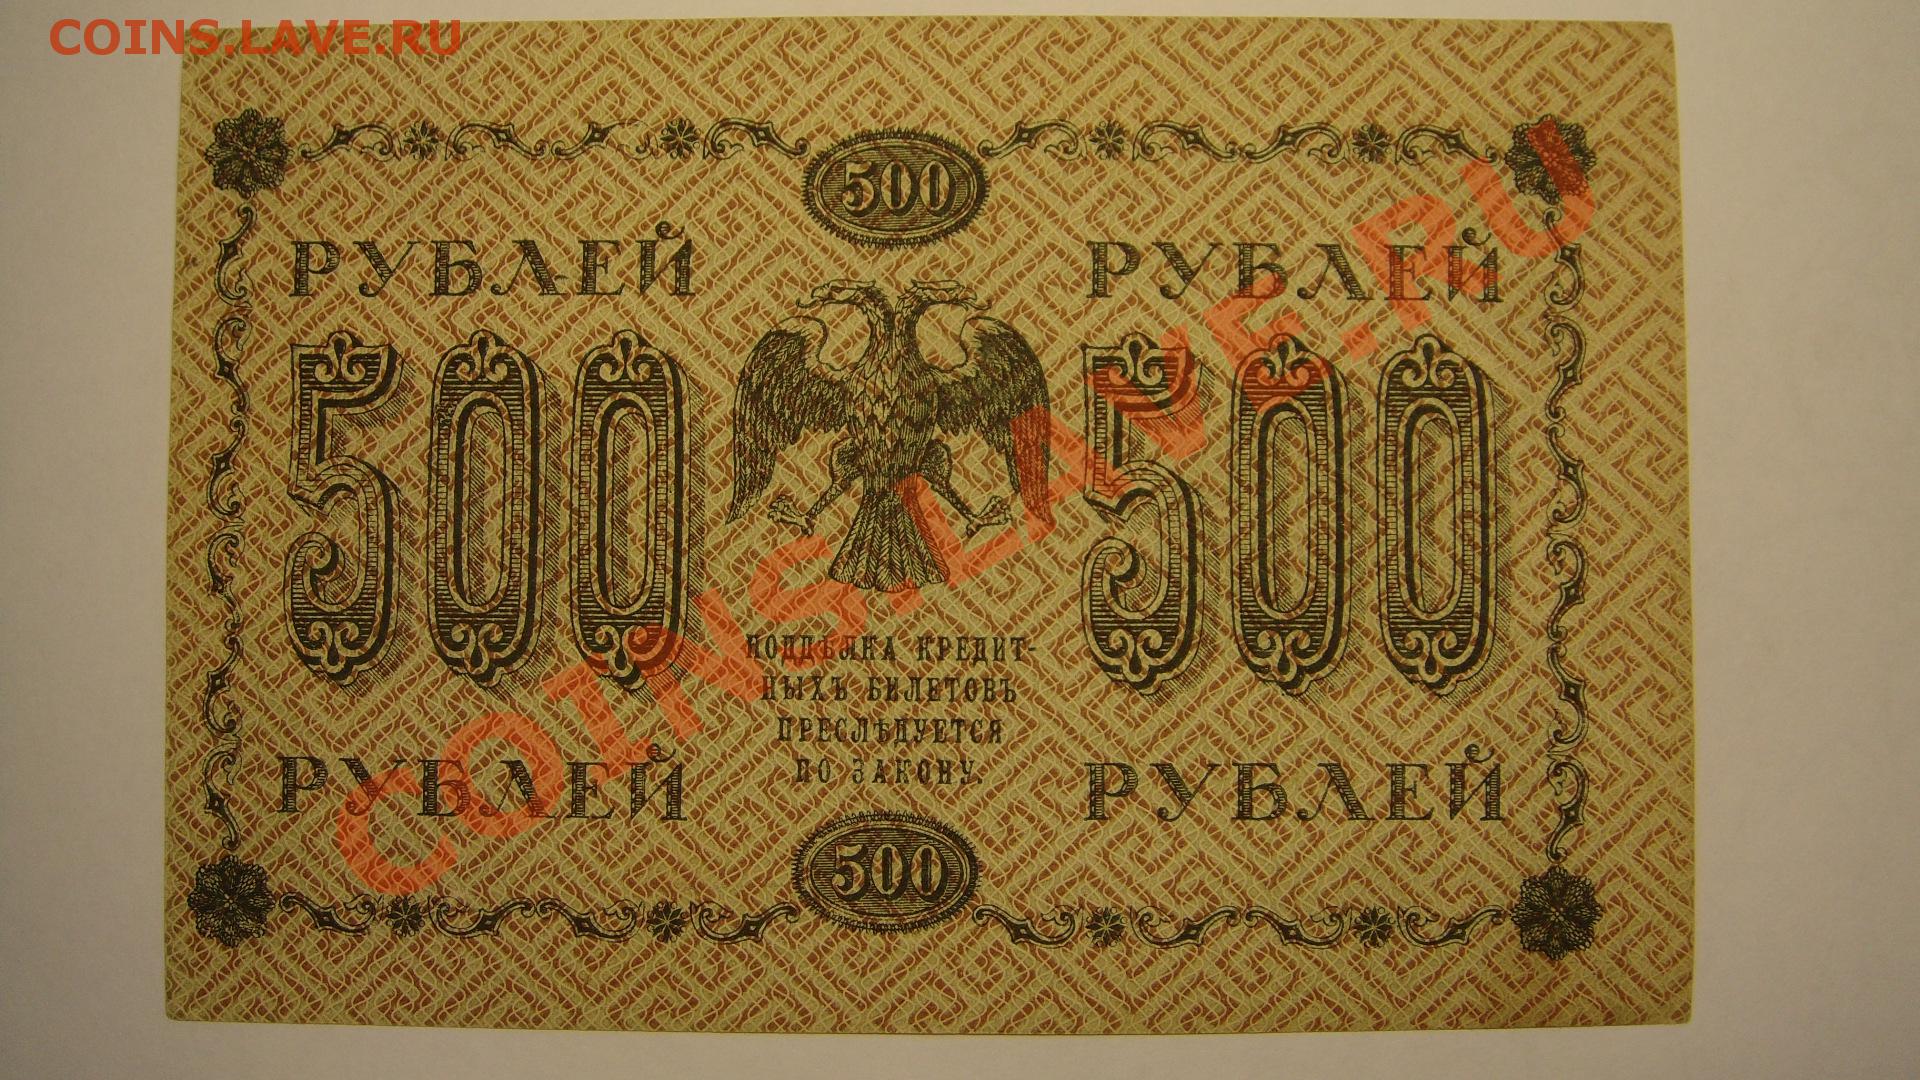 COINS.LAVE.RU
500
РУБЛЕЙ РУБЛЕЙ
500 500
ПОДДѢЛКА КРЕДИТ-
НЫХЪ БИЛЕТОВЪ
ПРЕСЛѢДУЕТСЯ
ПО ЗАКОНУ.
РУБЛЕЙ РУБЛЕЙ
500
COINS.LAVE.RU